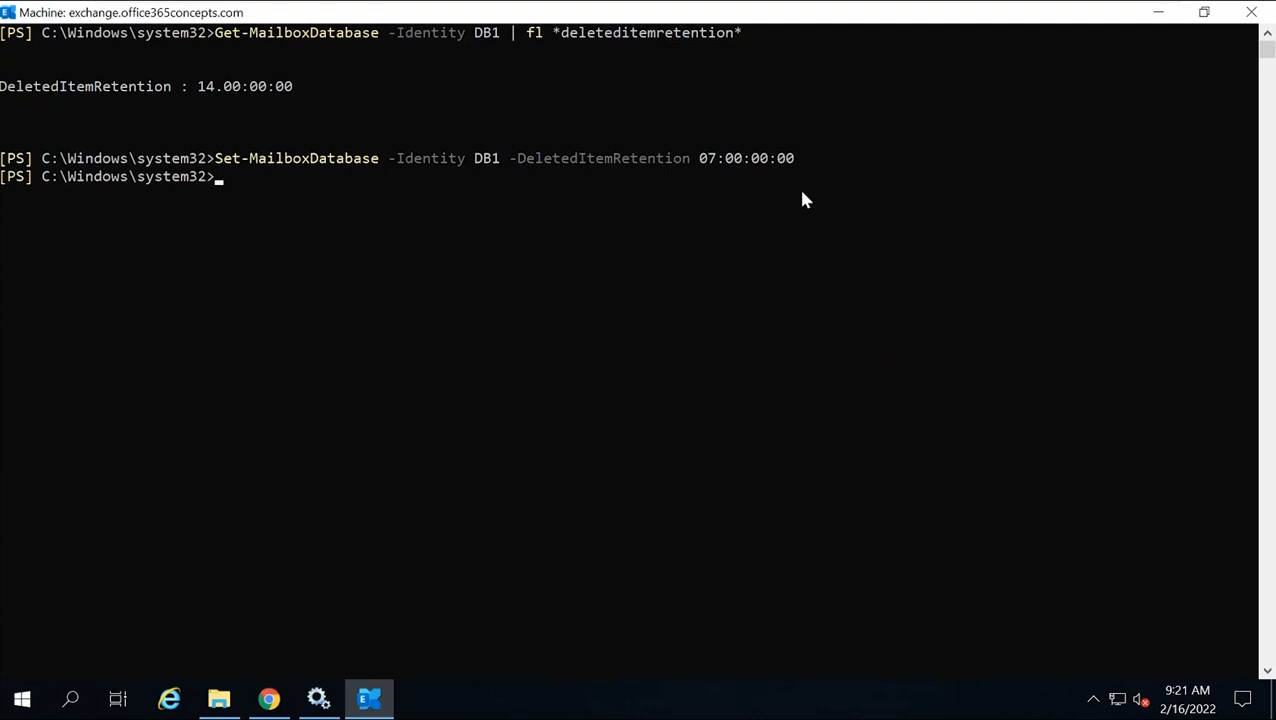 Machine: exchange.office365concepts.com
[PS] C:\Windows\system32>Get-MailboxDatabase -Identity DB1 | fl *deleteditemretention*
DeletedItemRetention : 14.00:00:00
[PS] C:\Windows\system32>Set-MailboxDatabase -Identity DB1 -DeletedItemRetention 07:00:00:00
[PS] C:\Windows\system32>
9:21 AM
2/16/2022